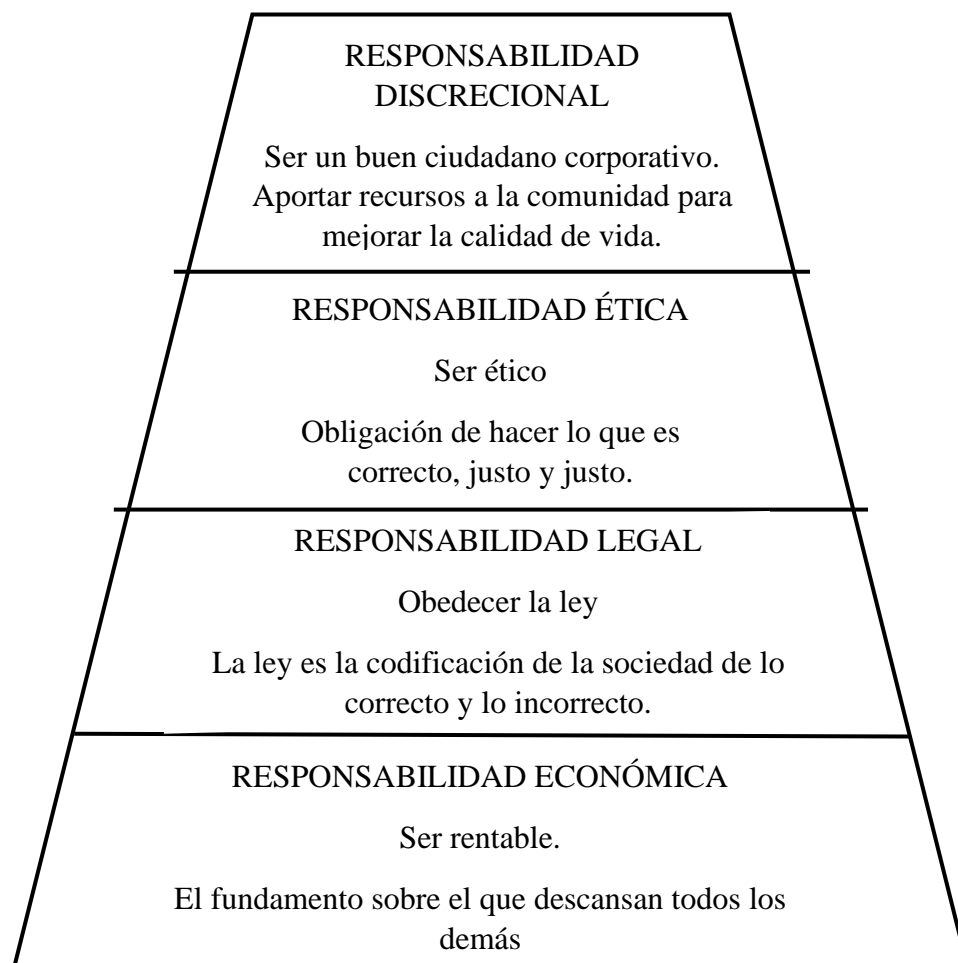 RESPONSABILIDAD
DISCRECIONAL
Ser un buen ciudadano corporativo.
Aportar recursos a la comunidad para
mejorar la calidad de vida.
RESPONSABILIDAD ÉTICA
Ser ético
Obligación de hacer lo que es
correcto, justo y justo.
RESPONSABILIDAD LEGAL
Obedecer la ley
La ley es la codificación de la sociedad de lo
correcto y lo incorrecto.
RESPONSABILIDAD ECONÓMICA
Ser rentable.
El fundamento sobre el que descansan todos los
demás